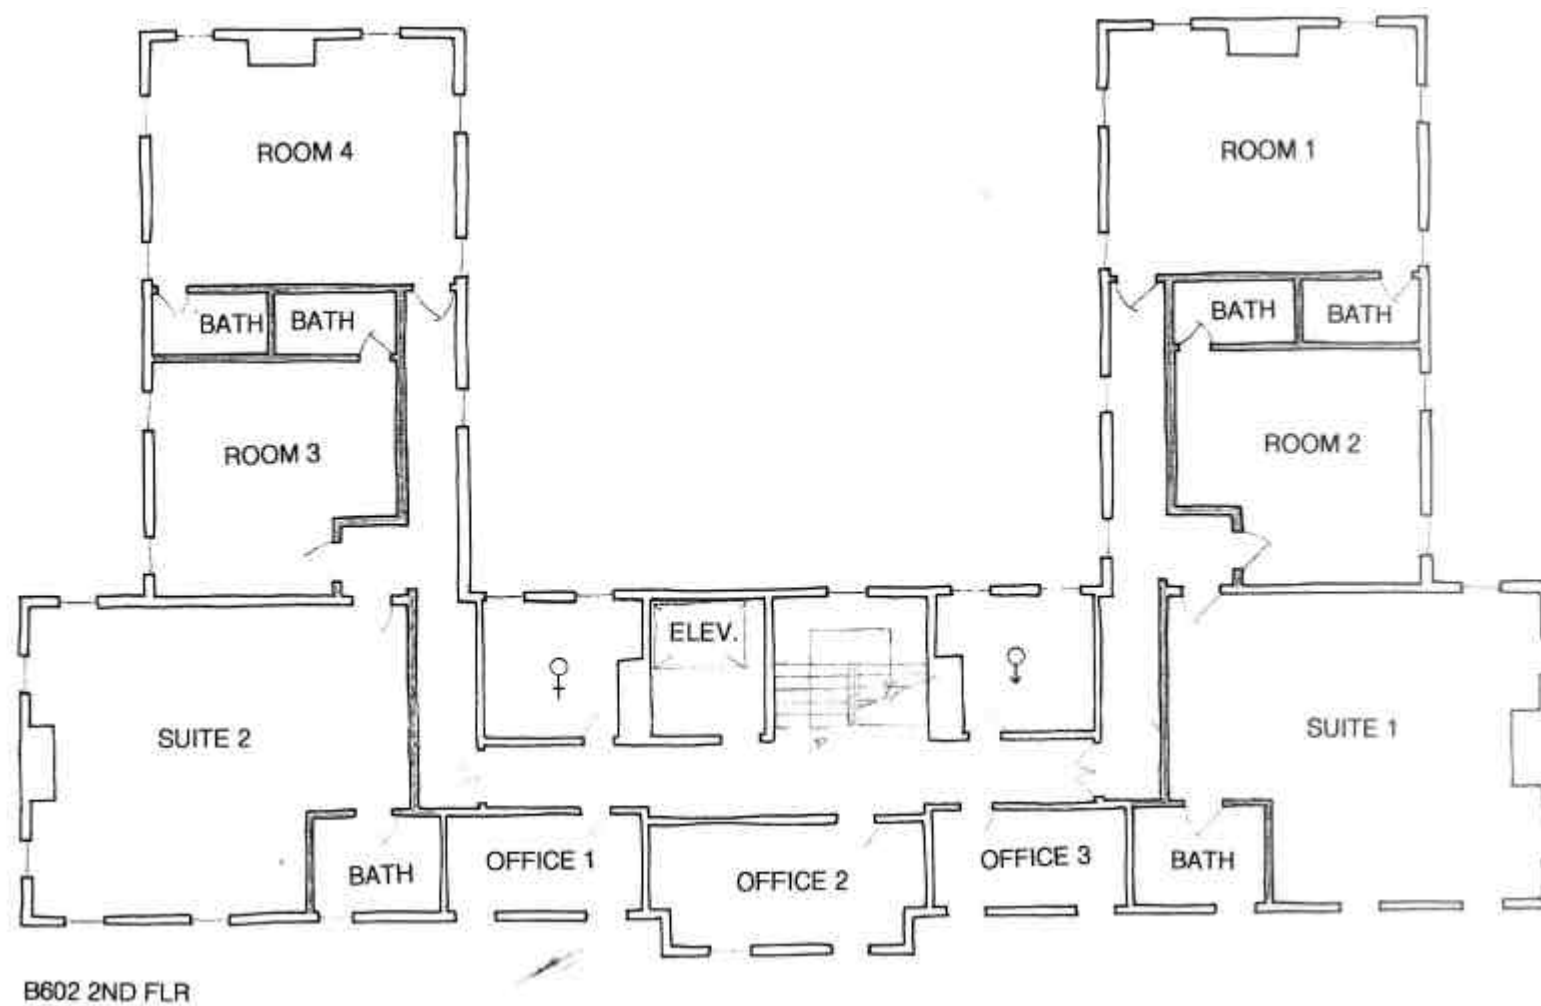 ROOM 4
ROOM 1
BATH
BATH
BATH
BATH
ROOM 3
ROOM 2
ELEV.
♀
SUITE 2
SUITE 1
OFFICE 1
OFFICE 2
OFFICE 3
BATH
BATH
B602 2ND FLR